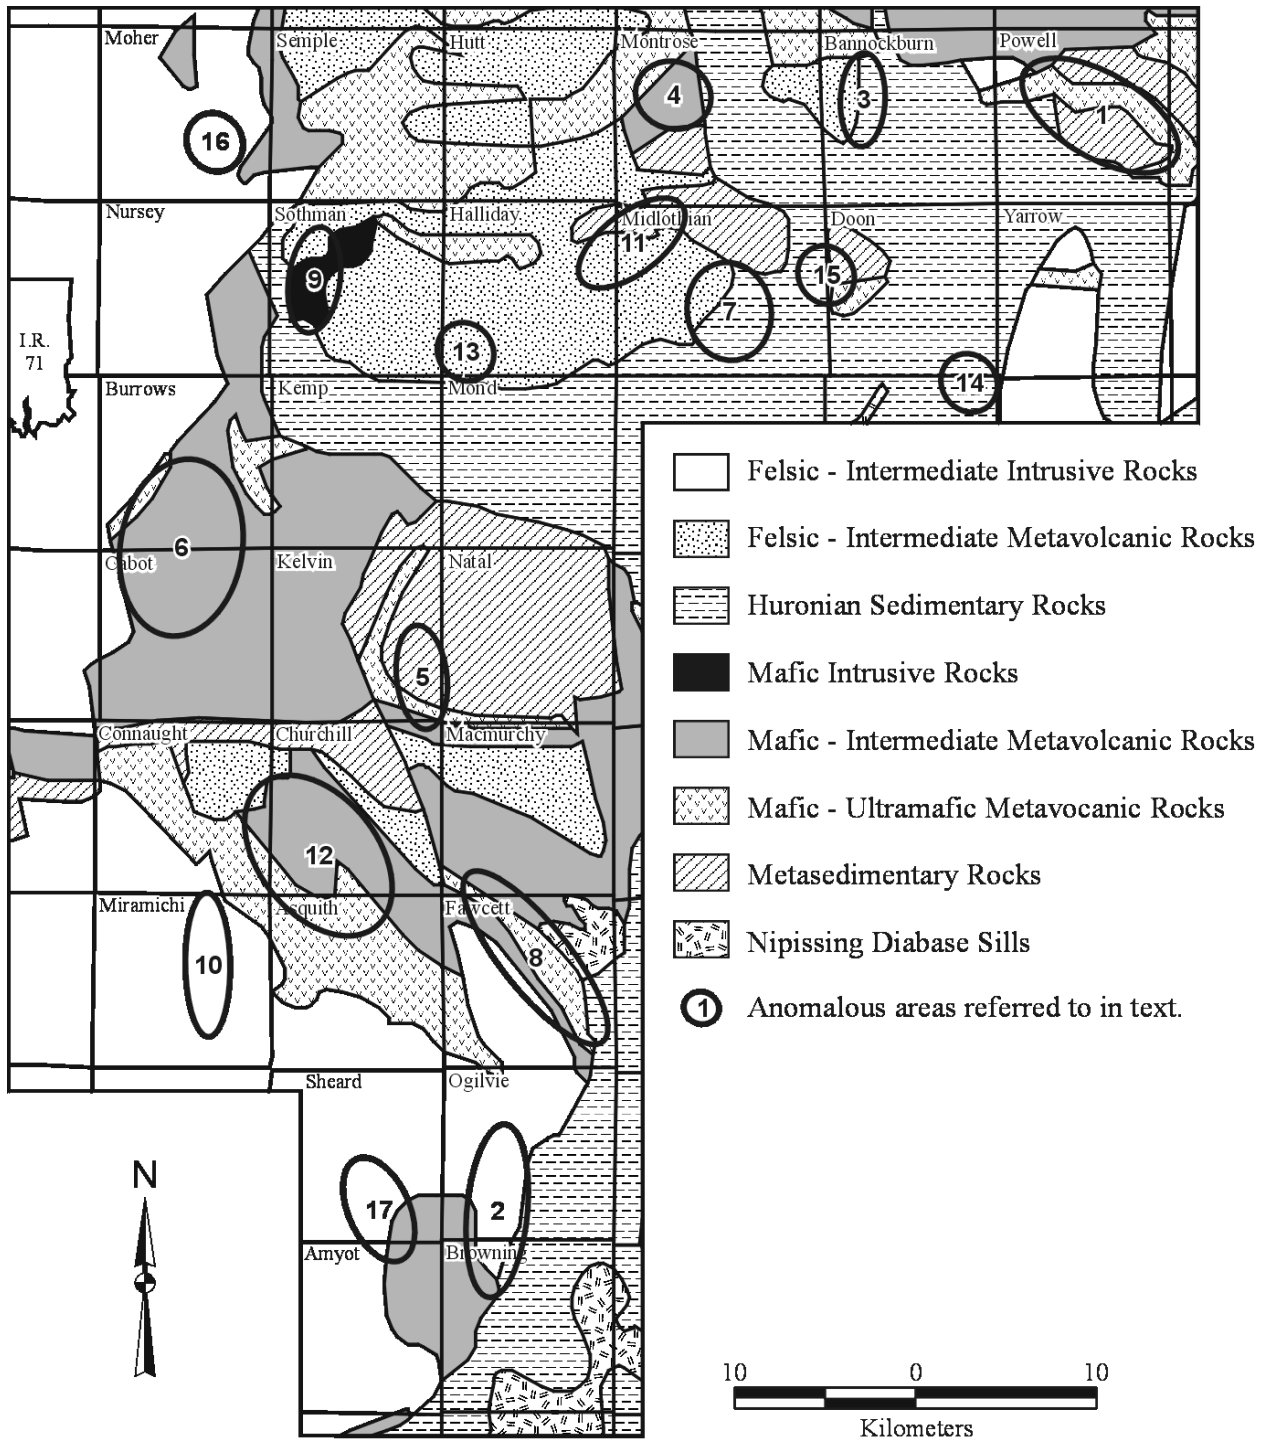 Moher
Semple
Hutt
Montrose
Bannockburn
Powell
4
3
1
16
Nursey
Sothman
Halliday
Midlothian
Doon
Yarrow
11
9
15
7
I.R.
71
13
14
Burrows
Kemp
Mond
6
Cabot
Kelvin
Natal
5
Connaught
Churchill
Macmurchy
12
Miramichi
Asquith
Fawcett
10
8
Sheard
Ogilvie
17
2
Amyot
Browning
N
Felsic - Intermediate Intrusive Rocks
Felsic - Intermediate Metavolcanic Rocks
Huronian Sedimentary Rocks
Mafic Intrusive Rocks
Mafic - Intermediate Metavolcanic Rocks
Mafic - Ultramafic Metavocanic Rocks
Metasedimentary Rocks
Nipissing Diabase Sills
1 Anomalous areas referred to in text.
10 0 10
Kilometers